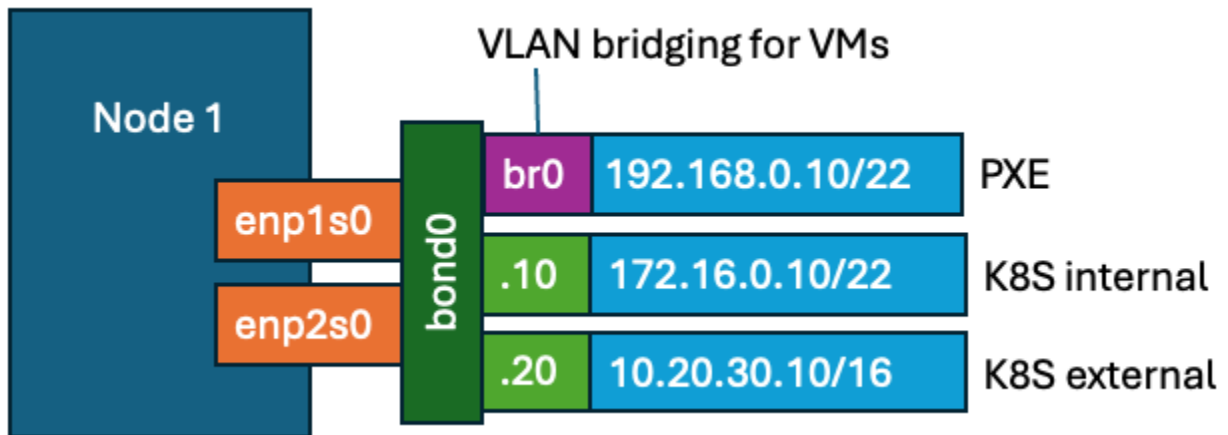 VLAN bridging for VMs
Node 1
br0 192.168.0.10/22 PXE
enp1s0
bond0
.10 172.16.0.10/22 K8S internal
enp2s0
.20 10.20.30.10/16 K8S external